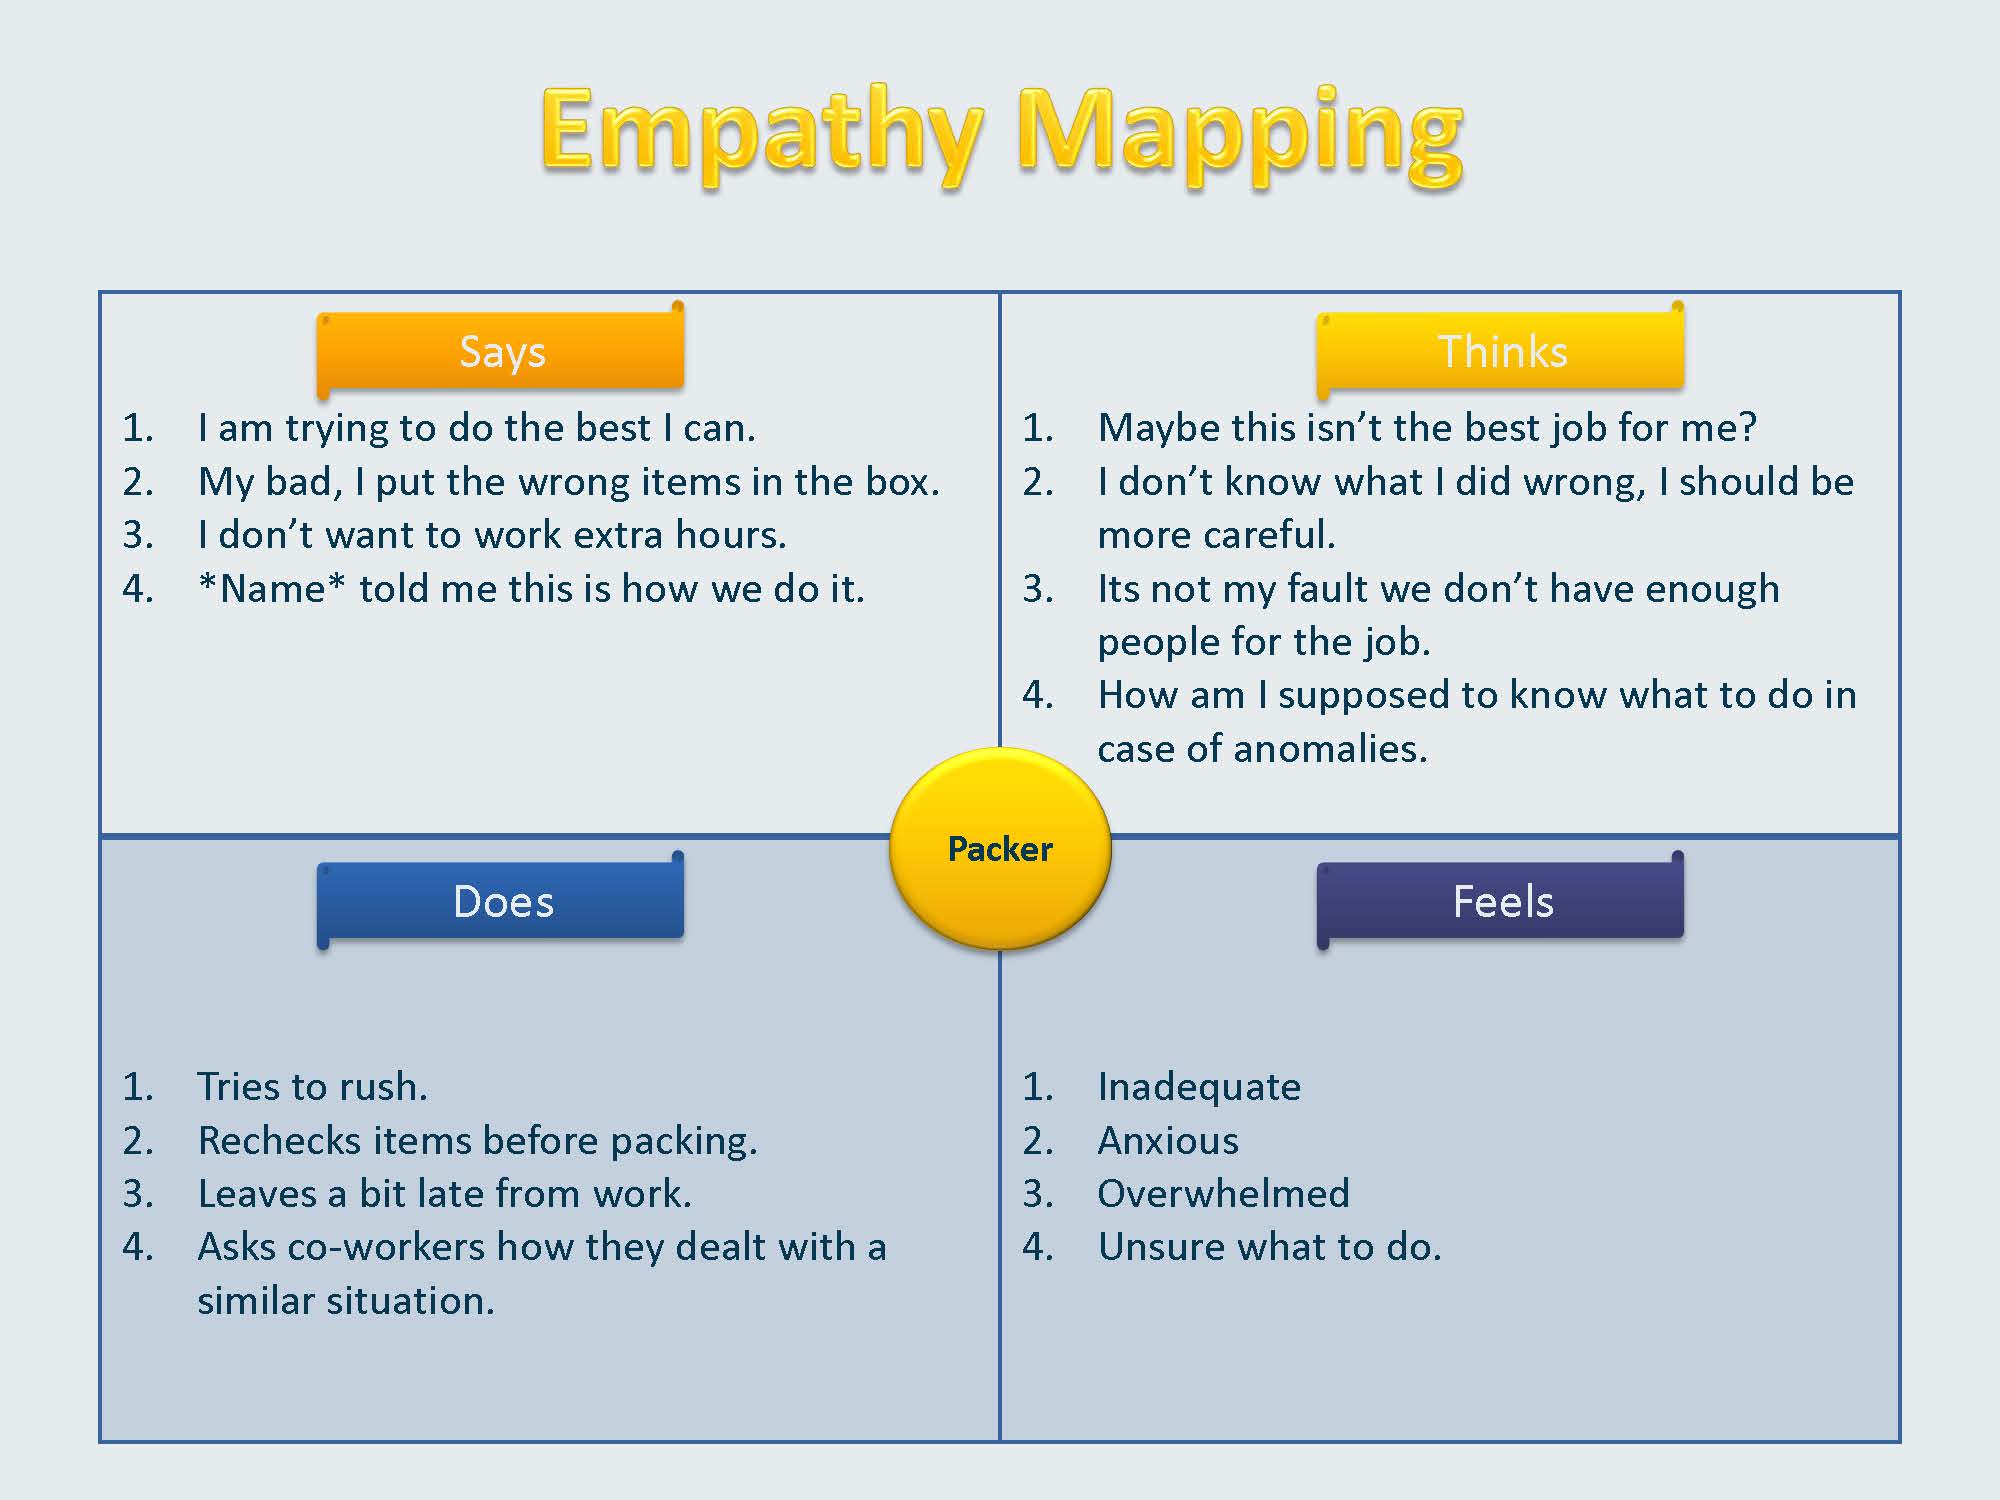 Empathy Mapping
Says
1. I am trying to do the best I can.
2. My bad, I put the wrong items in the box.
3. I don’t want to work extra hours.
4. *Name* told me this is how we do it.
Thinks
1. Maybe this isn’t the best job for me?
2. I don’t know what I did wrong, I should be
more careful.
3. Its not my fault we don’t have enough
people for the job.
4. How am I supposed to know what to do in
case of anomalies.
Packer
Does
1. Tries to rush.
2. Rechecks items before packing.
3. Leaves a bit late from work.
4. Asks co-workers how they dealt with a
similar situation.
Feels
1. Inadequate
2. Anxious
3. Overwhelmed
4. Unsure what to do.